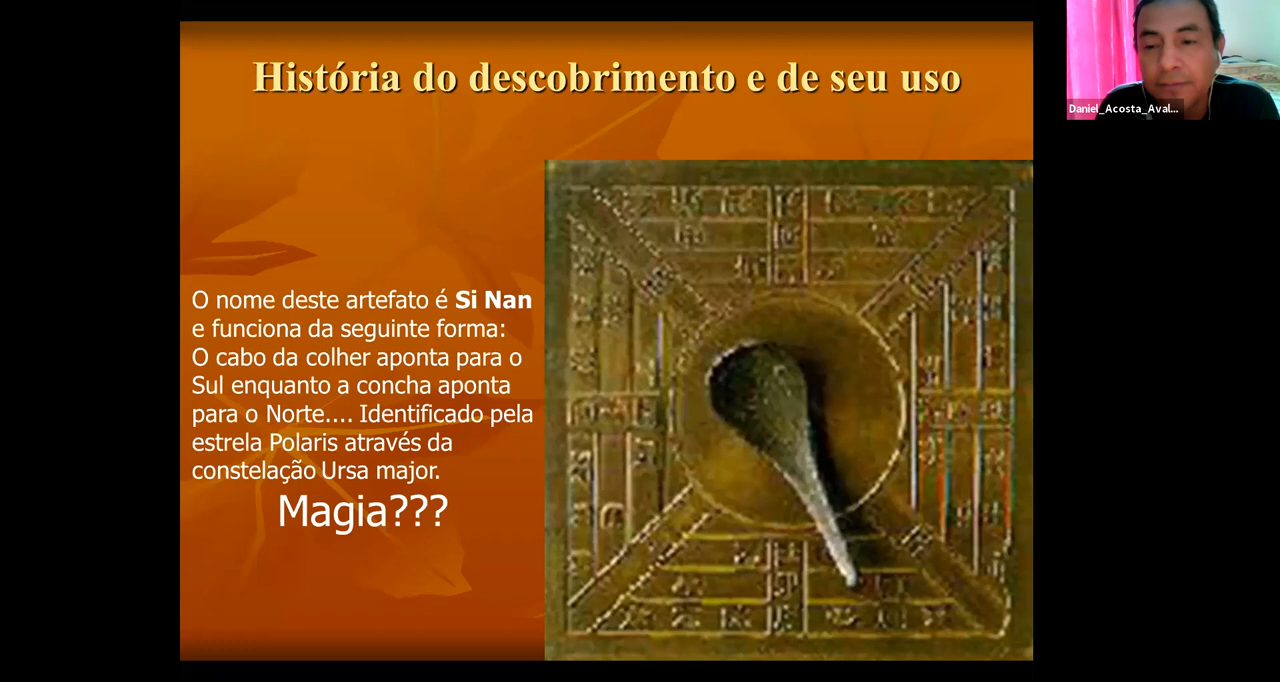 História do descobrimento e de seu uso
O nome deste artefato é Si Nan
e funciona da seguinte forma:
O cabo da colher aponta para o
Sul enquanto a concha aponta
para o Norte.... Identificado pela
estrela Polaris através da
constelação Ursa major.
Magia???
Daniel_Acosta_Aval...